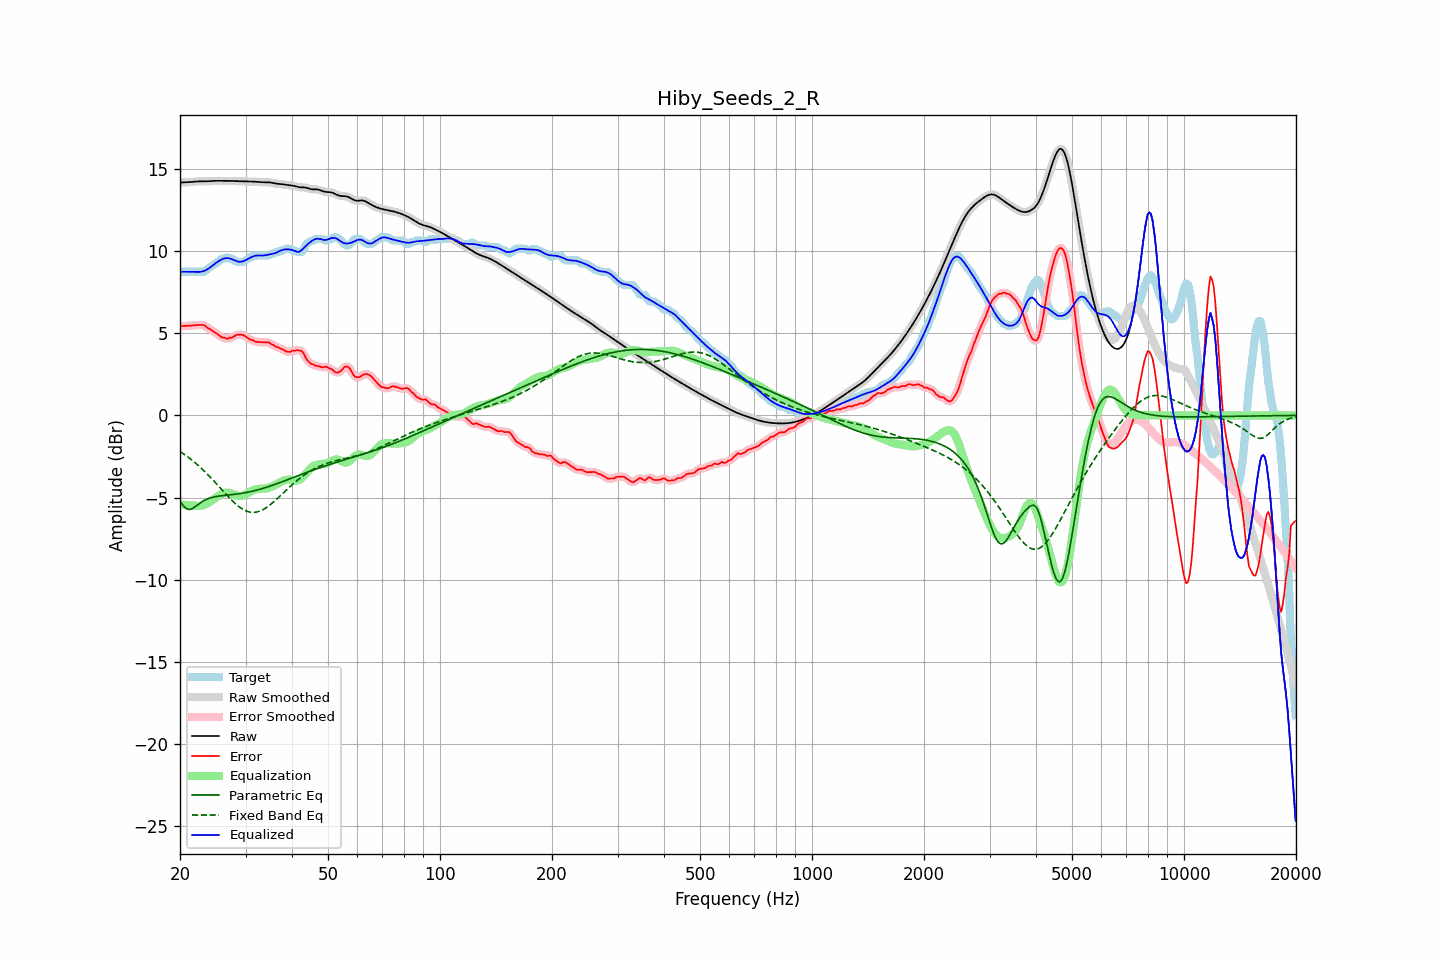 Hiby_Seeds_2_R
15
10
5
0
−5
−10
−15
−20
−25
Amplitude (dBr)
Target
Raw Smoothed
Error Smoothed
Raw
Error
Equalization
Parametric Eq
Fixed Band Eq
Equalized
20 50 100 200 500 1000 2000 5000 10000 20000
Frequency (Hz)